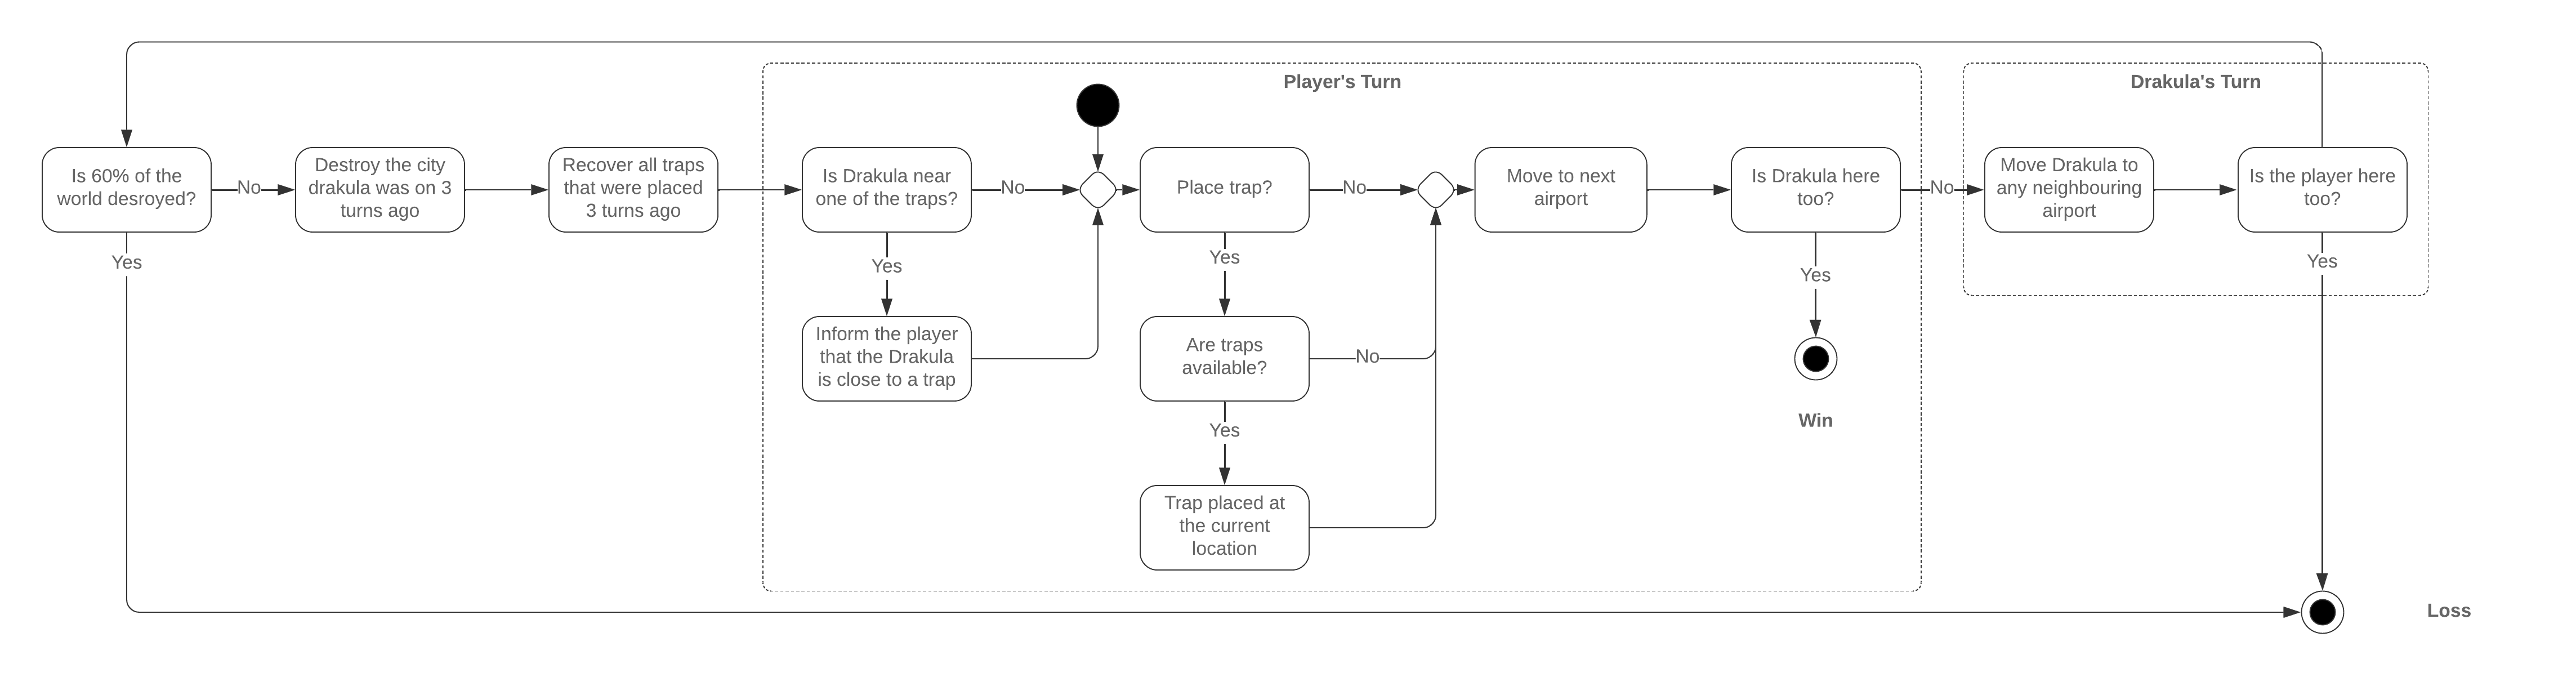 Player's Turn
Drakula's Turn
Is 60% of the
world desroyed?
No
Destroy the city
drakula was on 3
turns ago
Recover all traps
that were placed
3 turns ago
Is Drakula near
one of the traps?
No
Place trap?
No
Move to next
airport
Is Drakula here
too?
No
Move Drakula to
any neighbouring
airport
Is the player here
too?
Yes
Yes
Yes
Yes
Yes
Inform the player
that the Drakula
is close to a trap
Are traps
available?
No
Win
Yes
Trap placed at
the current
location
Loss